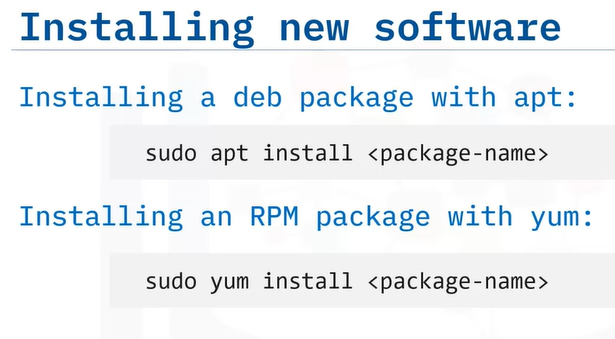 Installing new software
Installing a deb package with apt:
sudo apt install <package-name>
Installing an RPM package with yum:
sudo yum install <package-name>